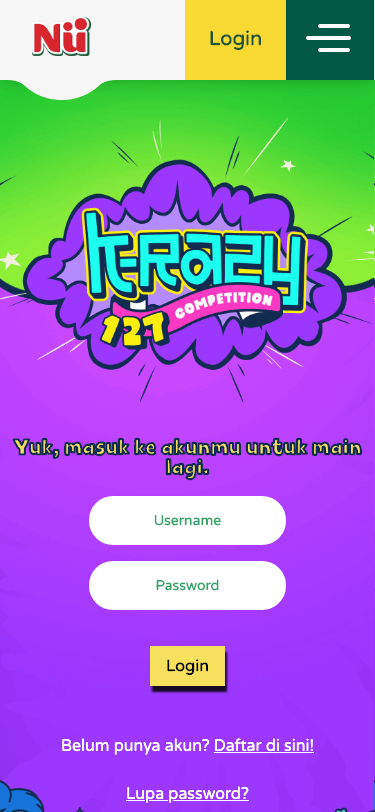 Nü
Login
KRAZY
127 COMPETITION
Yuk, masuk ke akunmu untuk main
lagi.
Username
Password
Login
Belum punya akun? Daftar di sini!
Lupa password?